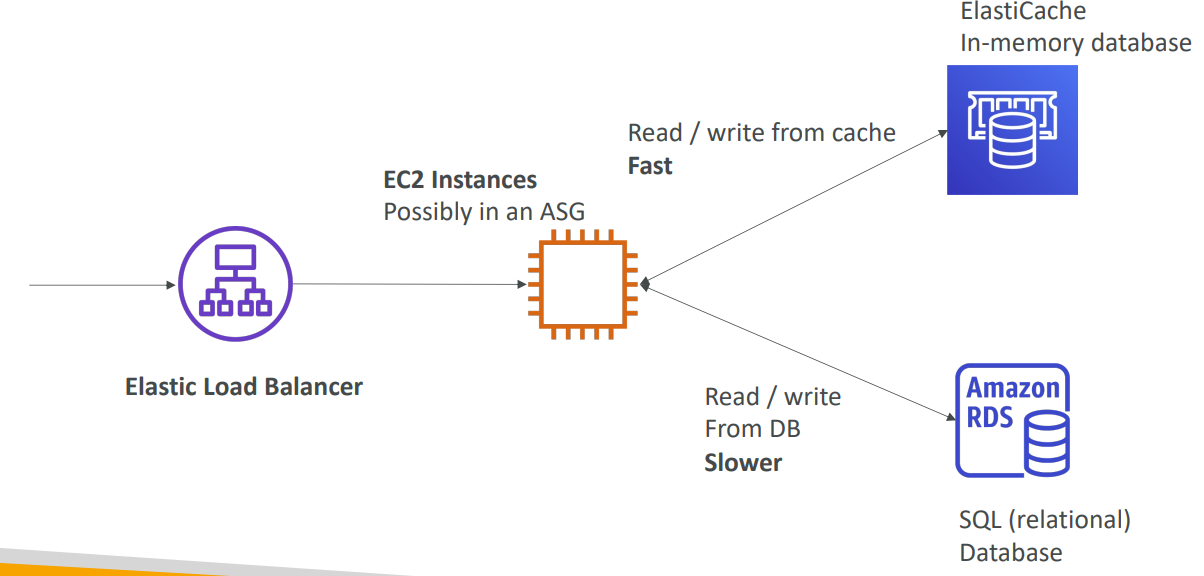 ElastiCache
In-memory database
Read / write from cache
Fast
EC2 Instances
Possibly in an ASG
Elastic Load Balancer
Read / write
From DB
Slower
Amazon
RDS
SQL (relational)
Database